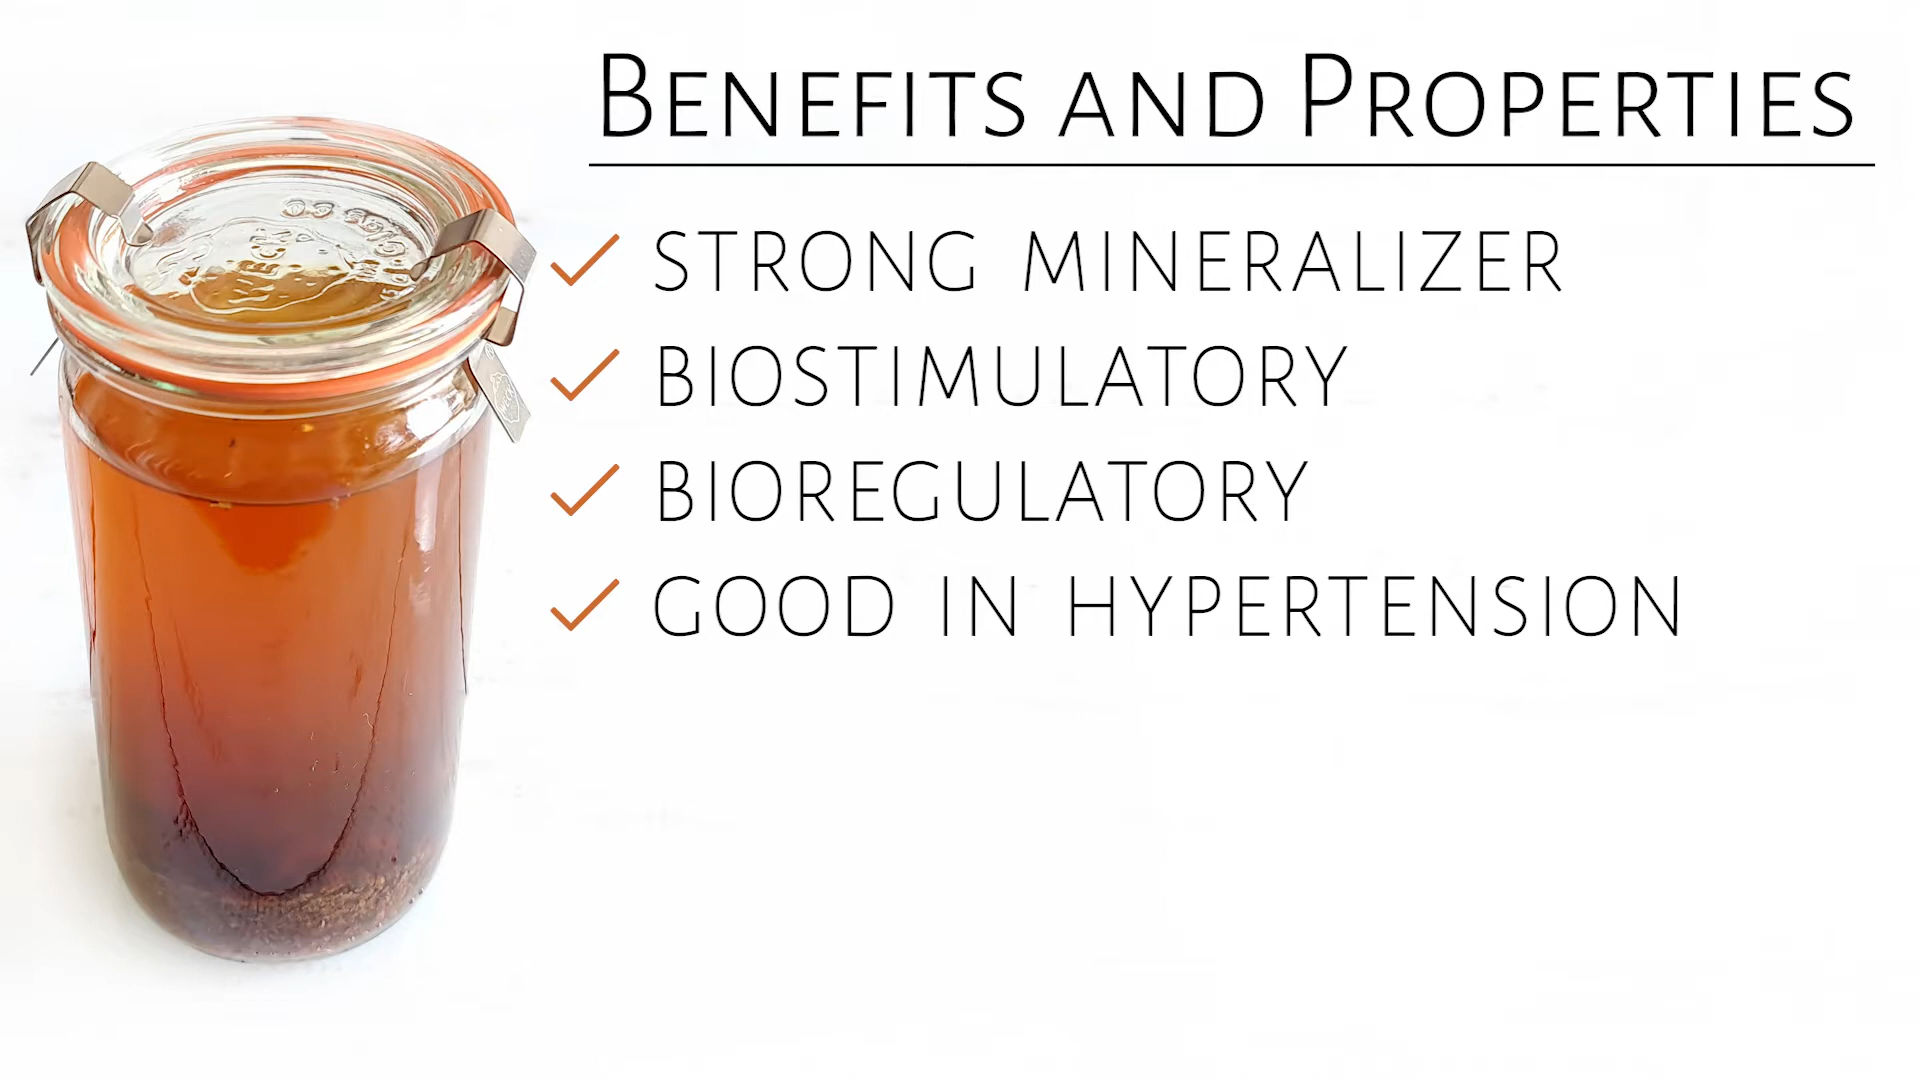 BENEFITS AND PROPERTIES
STRONG MINERALIZER
BIOSTIMULATORY
BIOREGULATORY
GOOD IN HYPERTENSION